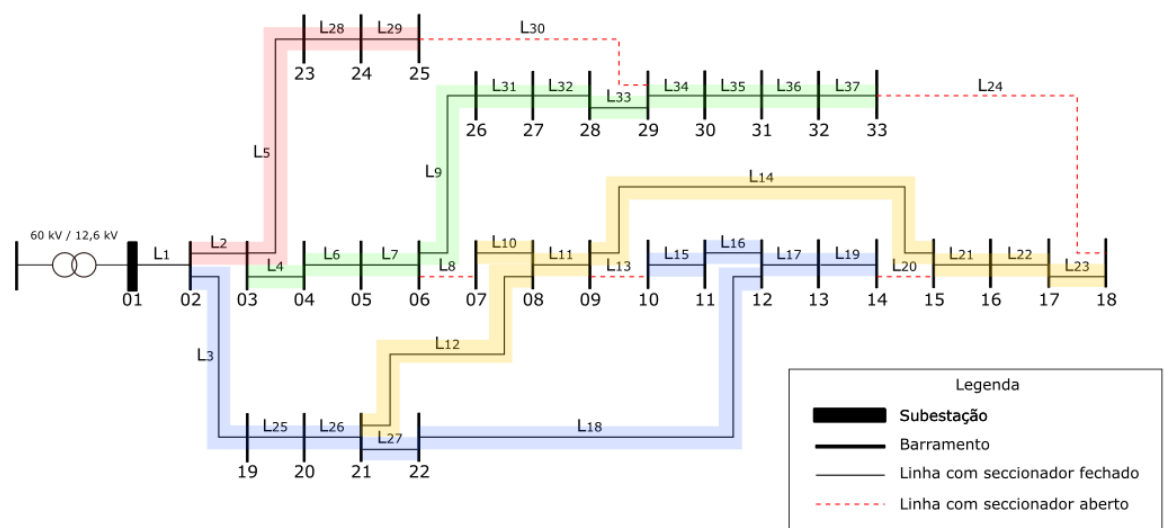 L28 L29 L30
23 24 25
L31 L32 L33 L34 L35 L36 L37 L24
26 27 28 29 30 31 32 33
L5
L9
L14
60 kV / 12,6 kV
L1 L2 L4 L6 L7 L8 L10 L11 L13 L15 L16 L17 L19 L20 L21 L22 L23
01 02 03 04 05 06 07 08 09 10 11 12 13 14 15 16 17 18
L3
L12
L25 L26 L27 L18
19 20 21 22
Legenda
Subestação
Barramento
Linha com seccionador fechado
Linha com seccionador aberto